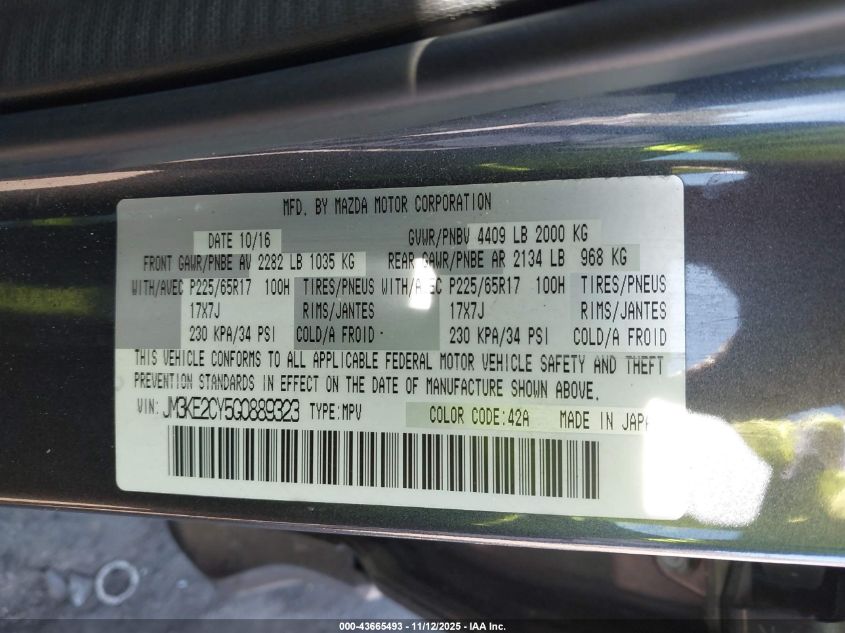 MFD. BY MAZDA MOTOR CORPORATION
DATE 10/16 GVWR/PNBV 4409 LB 2000 KG
FRONT GAWR/PNBE AV 2282 LB 1035 KG REAR GAWR/PNBE AR 2134 LB 968 KG
WITH/AVEC P225/65R17 100H TIRES/PNEUS WITH/AVEC P225/65R17 100H TIRES/PNEUS
17X7J RIMS/JANTES 17X7J RIMS/JANTES
230 KPA/34 PSI COLD/A FROID 230 KPA/34 PSI COLD/A FROID
THIS VEHICLE CONFORMS TO ALL APPLICABLE FEDERAL MOTOR VEHICLE SAFETY AND THEFT
PREVENTION STANDARDS IN EFFECT ON THE DATE OF MANUFACTURE SHOWN ABOVE.
VIN: JM3KE2CY5G0889323 TYPE:MPV COLOR CODE:42A MADE IN JAPAN
000-43665493 - 11/12/2025 - IAA Inc.